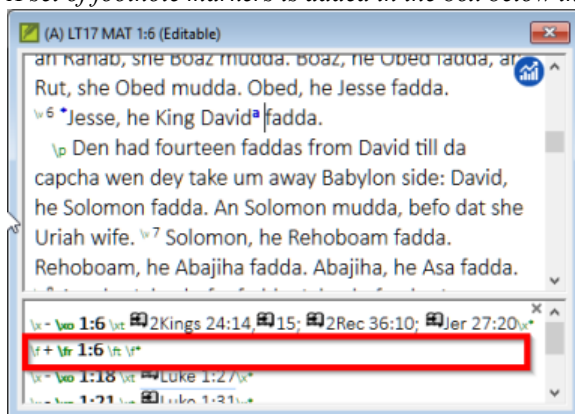 A set of footnote markers is added in the box below
(A) LT17 MAT 1:6 (Editable)
an Rahab, she Boaz mudda. Boaz, he Obed fadda, an
Rut, she Obed mudda. Obed, he Jesse fadda.
\v 6 *Jesse, he King Davidᵃ fadda.
\p Den had fourteen faddas from David till da
capcha wen dey take um away Babylon side: David,
he Solomon fadda. An Solomon mudda, befo dat she
Uriah wife. \v 7 Solomon, he Rehoboam fadda.
Rehoboam, he Abajiha fadda. Abajiha, he Asa fadda.
\x - \xo 1:6 \xt 2Kings 24:14,15; 2Rec 36:10; Jer 27:20\x*
\f + \fr 1:6 \ft \f*
\x - \xo 1:18 \xt Luke 1:27\x*
\x - \xo 1:21 \xt Luke 1:31\x*